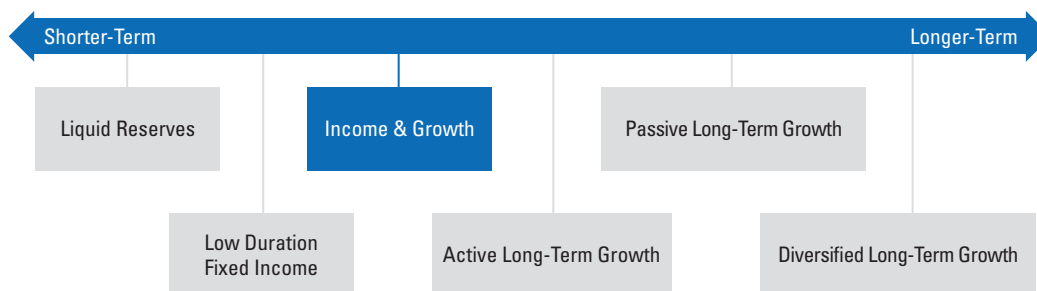 Shorter-Term
Longer-Term
Liquid Reserves
Income & Growth
Passive Long-Term Growth
Low Duration
Fixed Income
Active Long-Term Growth
Diversified Long-Term Growth